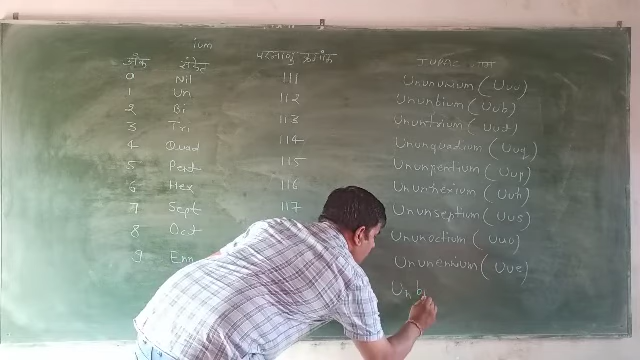 ium
अंक संकेत परमाणु क्रमांक IUPAC नाम
0 Nil 111 Unununium (Uuu)
1 Un 112 Ununbium (Uub)
2 Bi 113 Ununtrium (Uut)
3 Tri 114 Ununquadium (Uuq)
4 Quad 115 Ununpentium (Uup)
5 Pent 116 Ununhexium (Uuh)
6 Hex 117 Ununseptium (Uus)
7 Sept Ununoctium (Uuo)
8 Oct Ununennium (Uue)
9 Enn Unbi